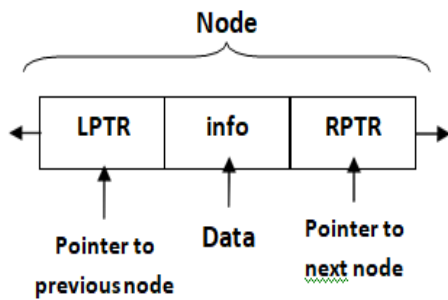 Node
LPTR
info
RPTR
Pointer to
previous node
Data
Pointer to
next node